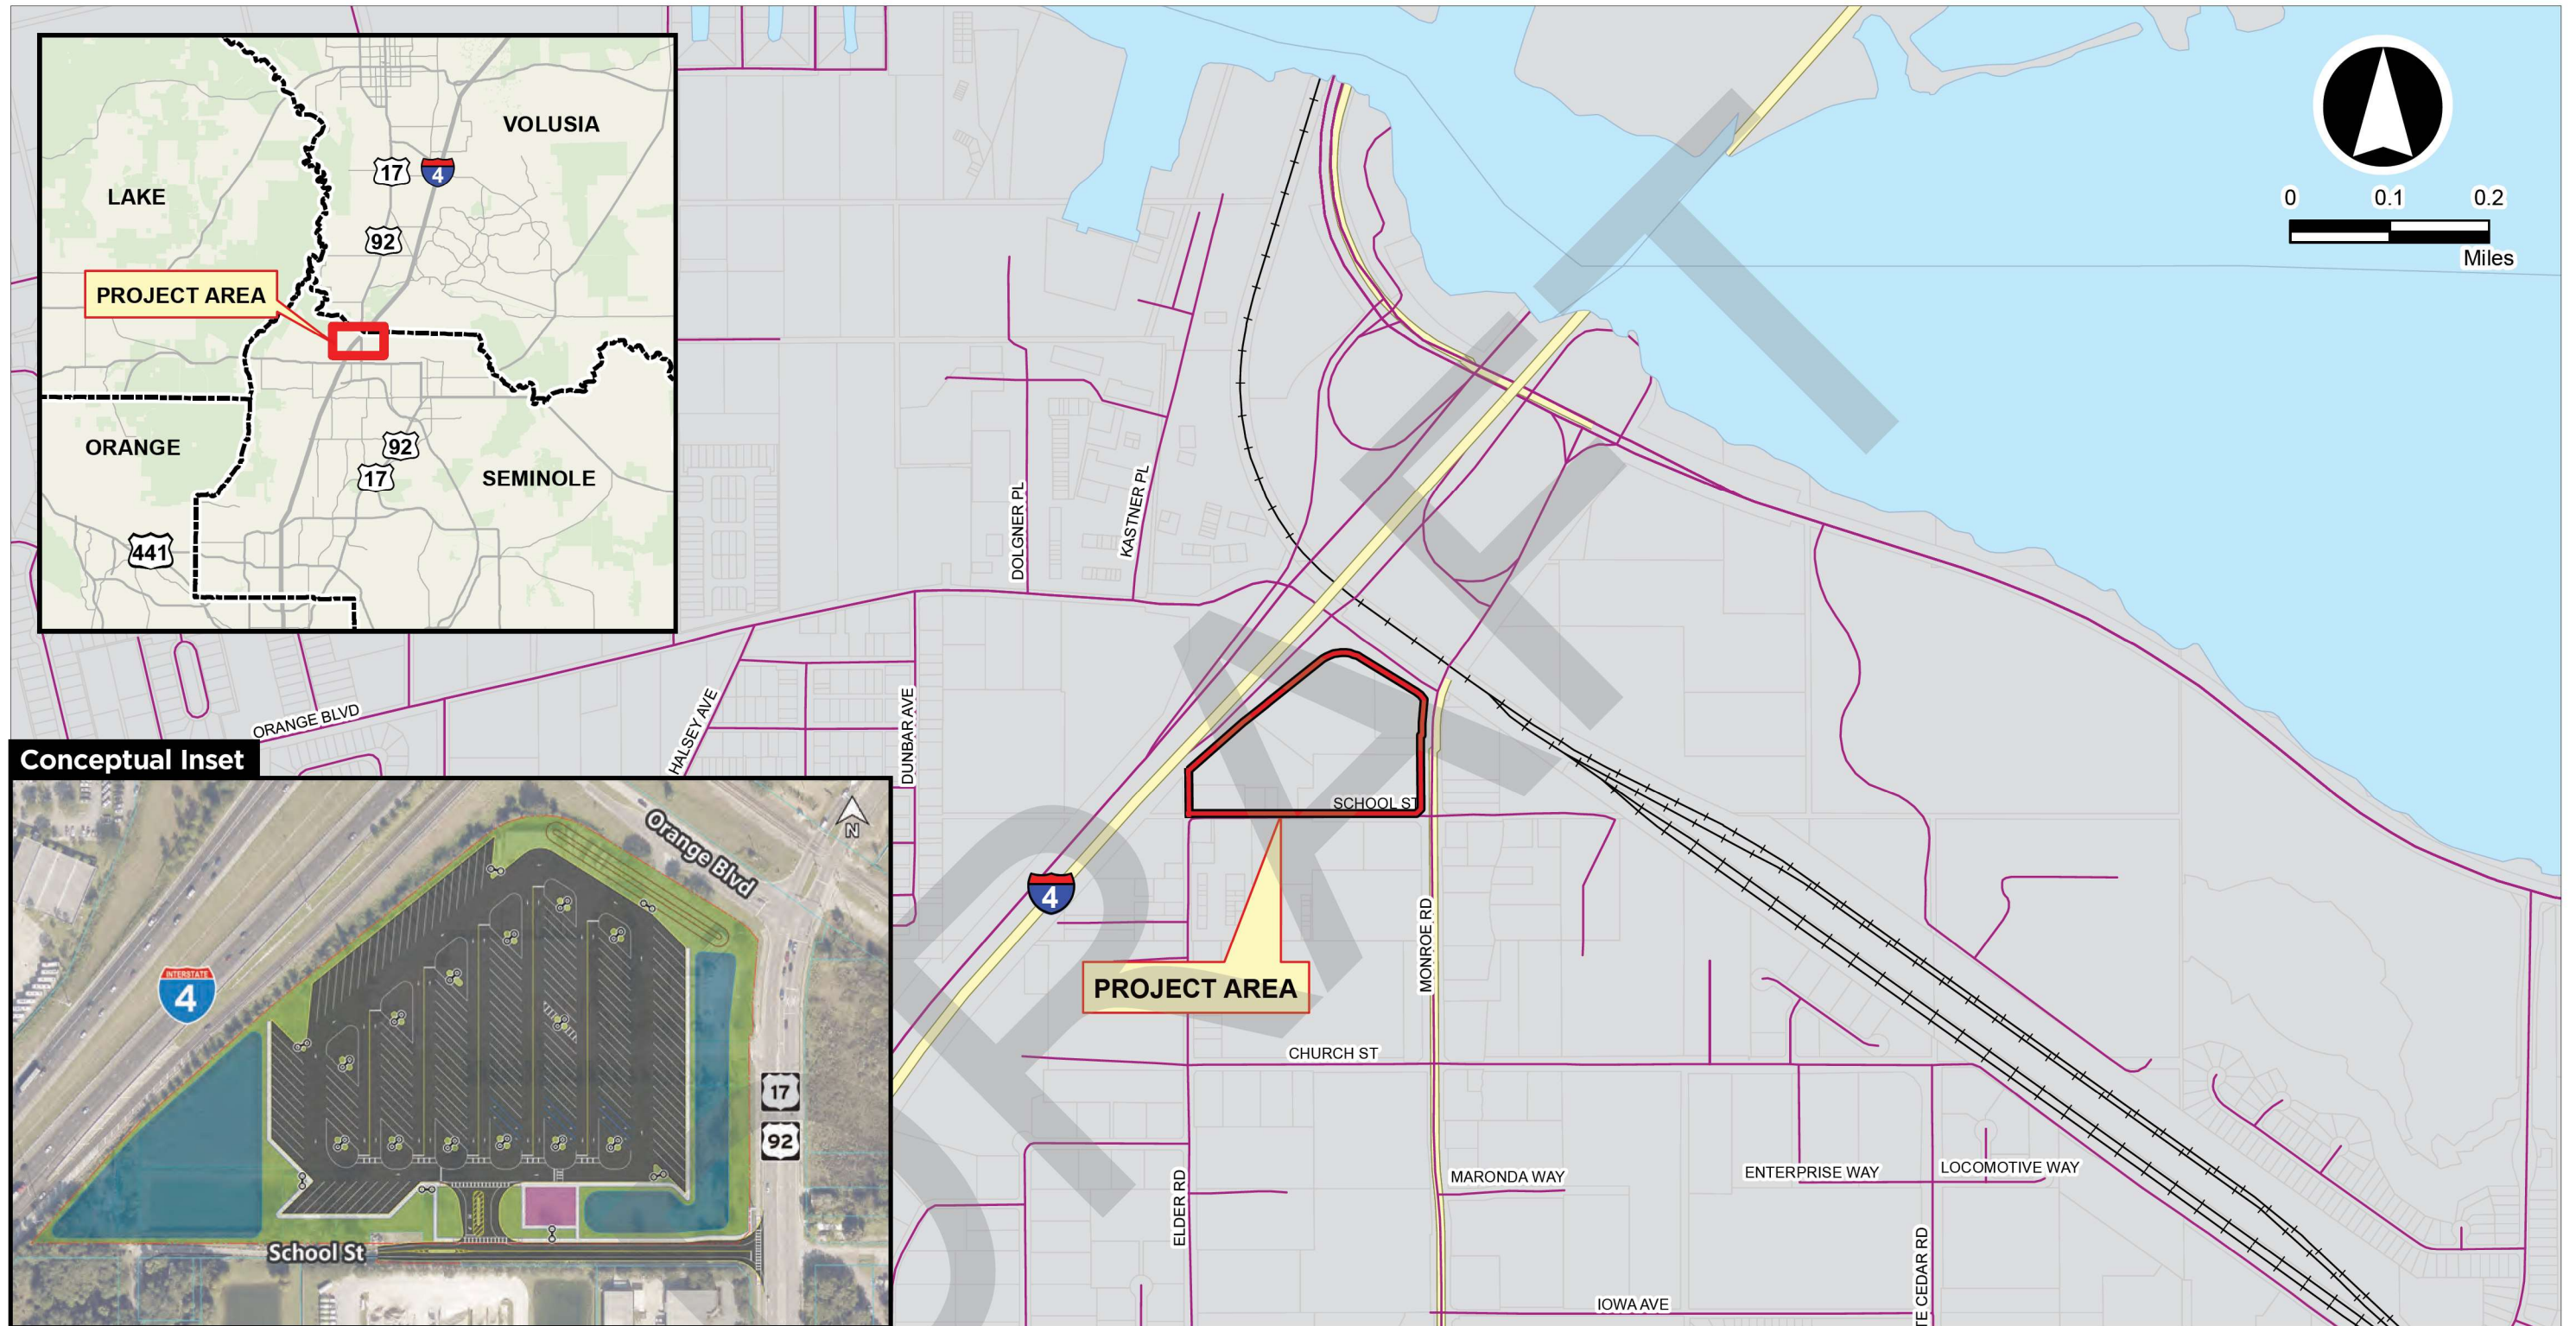 VOLUSIA
LAKE
17
4
92
PROJECT AREA
ORANGE
92
17
SEMINOLE
441
0 0.1 0.2
Miles
DOLGNER PL
KASTNER PL
ORANGE BLVD
HALSEY AVE
DUNBAR AVE
SCHOOL ST
4
PROJECT AREA
MONROE RD
CHURCH ST
ELDER RD
MARONDA WAY
ENTERPRISE WAY
LOCOMOTIVE WAY
IOWA AVE
TE CEDAR RD
DRAFT
Conceptual Inset
Orange Blvd
N
INTERSTATE
4
17
92
School St